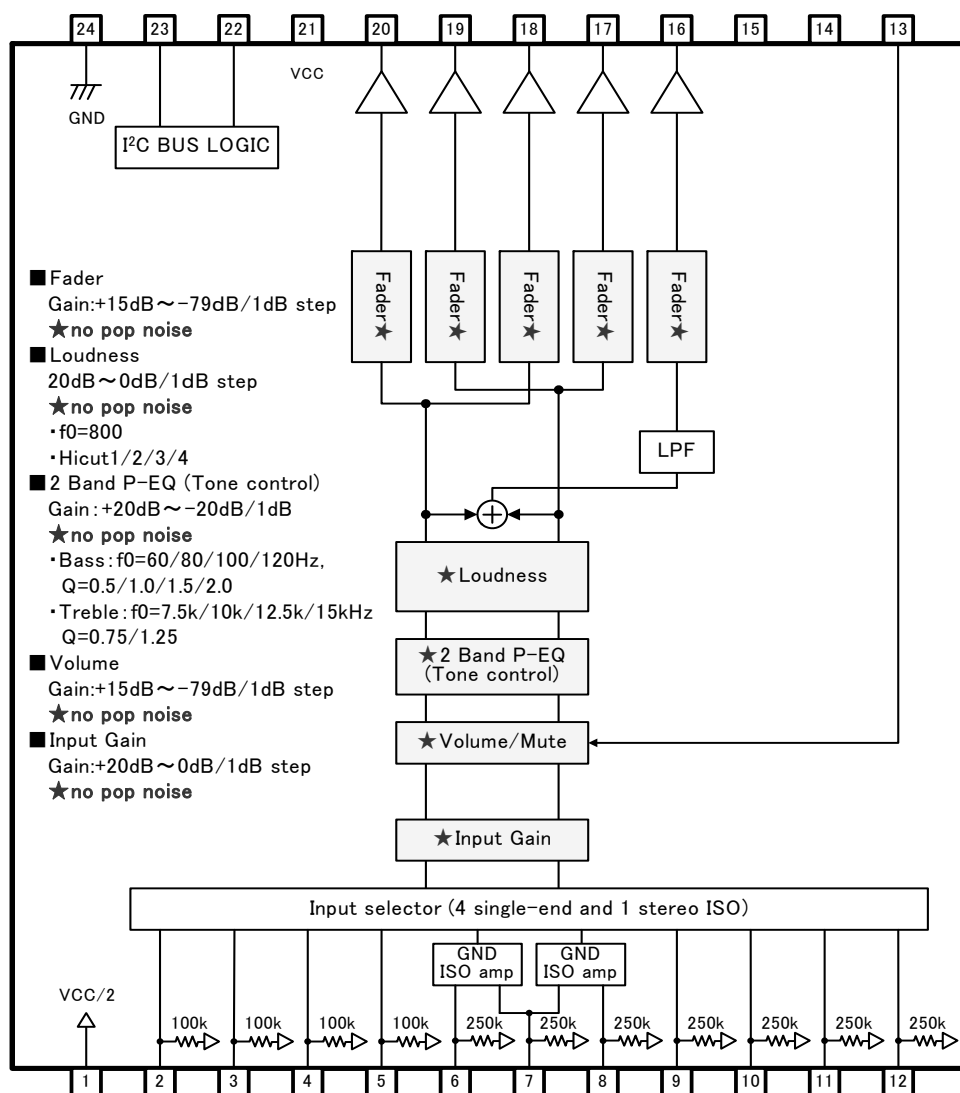 24 23 22 21 20 19 18 17 16 15 14 13
VCC
GND
I²C BUS LOGIC
Fader★ Fader★ Fader★ Fader★ Fader★
■Fader
Gain:+15dB～-79dB/1dB step
★no pop noise
■Loudness
20dB～0dB/1dB step
★no pop noise
・f0=800
・Hicut1/2/3/4
■2 Band P-EQ (Tone control)
Gain:+20dB～-20dB/1dB
★no pop noise
・Bass:f0=60/80/100/120Hz,
Q=0.5/1.0/1.5/2.0
・Treble:f0=7.5k/10k/12.5k/15kHz
Q=0.75/1.25
■Volume
Gain:+15dB～-79dB/1dB step
★no pop noise
■Input Gain
Gain:+20dB～0dB/1dB step
★no pop noise
LPF
★Loudness
★2 Band P-EQ
(Tone control)
★Volume/Mute
★Input Gain
Input selector (4 single-end and 1 stereo ISO)
GND
ISO amp
GND
ISO amp
VCC/2
100k 100k 100k 100k 250k 250k 250k 250k 250k 250k 250k
1 2 3 4 5 6 7 8 9 10 11 12